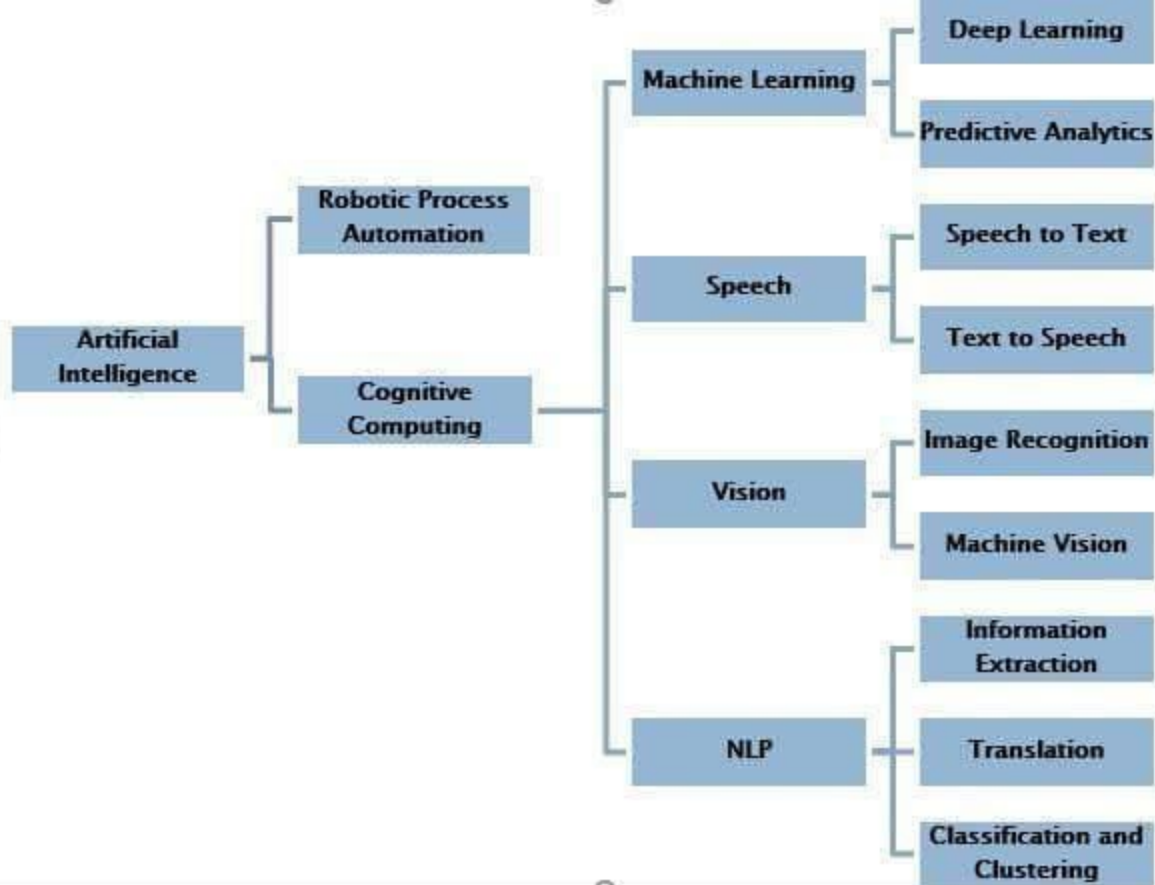 Artificial
Intelligence
Robotic Process
Automation
Cognitive
Computing
Machine Learning
Deep Learning
Predictive Analytics
Speech
Speech to Text
Text to Speech
Vision
Image Recognition
Machine Vision
NLP
Information
Extraction
Translation
Classification and
Clustering